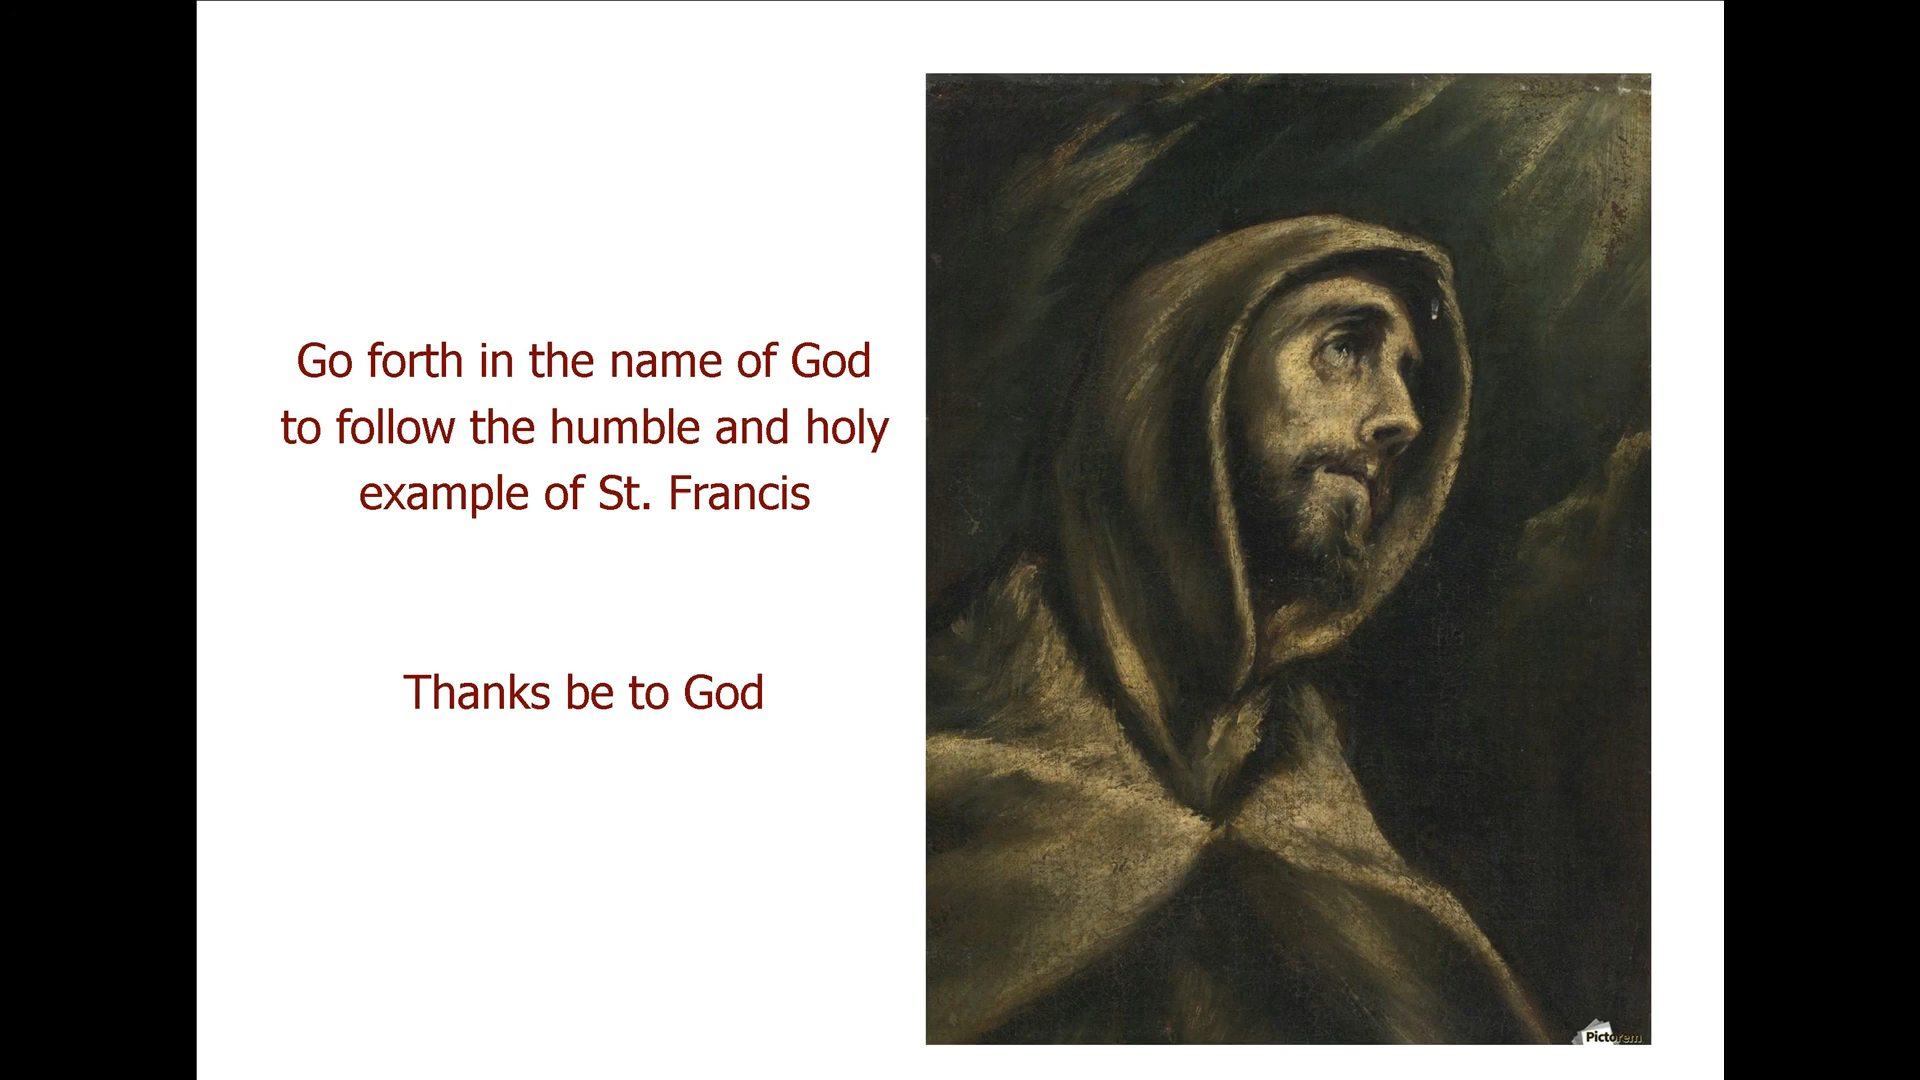 Go forth in the name of God
to follow the humble and holy
example of St. Francis
Thanks be to God
Pictorem